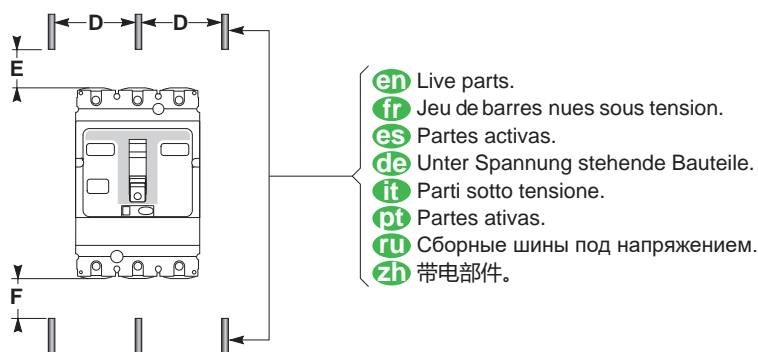 D D
E
en Live parts.
fr Jeu de barres nues sous tension.
es Partes activas.
de Unter Spannung stehende Bauteile.
it Parti sotto tensione.
pt Partes ativas.
ru Сборные шины под напряжением.
zh 带电部件。
F